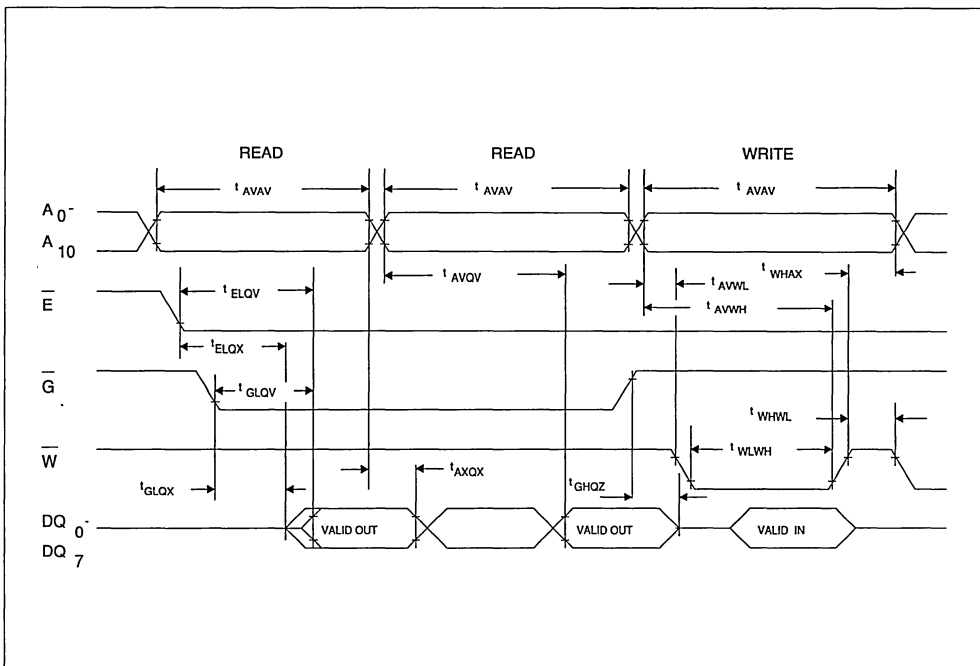 READ READ WRITE
t AVAV t AVAV t AVAV
A 0-
A 10
t AVQV t WHAX
t ELQV t AVWL
E
t AVWH
t ELQX
G
t GLQV
t WHWL
W
t WLWH
t AXQX
t GLQX t GHQZ
DQ 0-
VALID OUT VALID OUT VALID IN
DQ 7